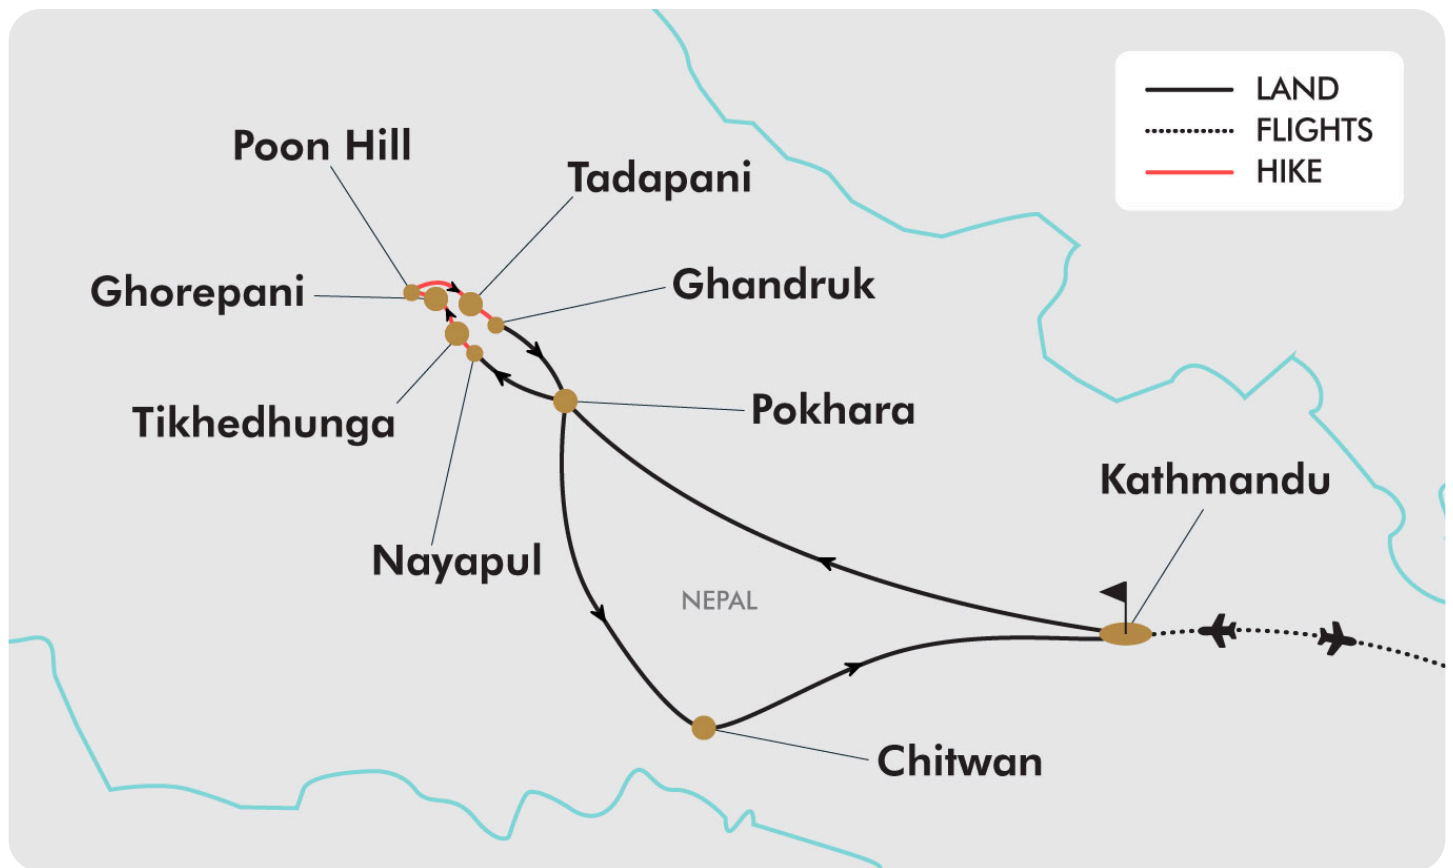 LAND
FLIGHTS
HIKE
Poon Hill
Tadapani
Ghorepani
Ghandruk
Tikhedhunga
Pokhara
Kathmandu
Nayapul
NEPAL
Chitwan